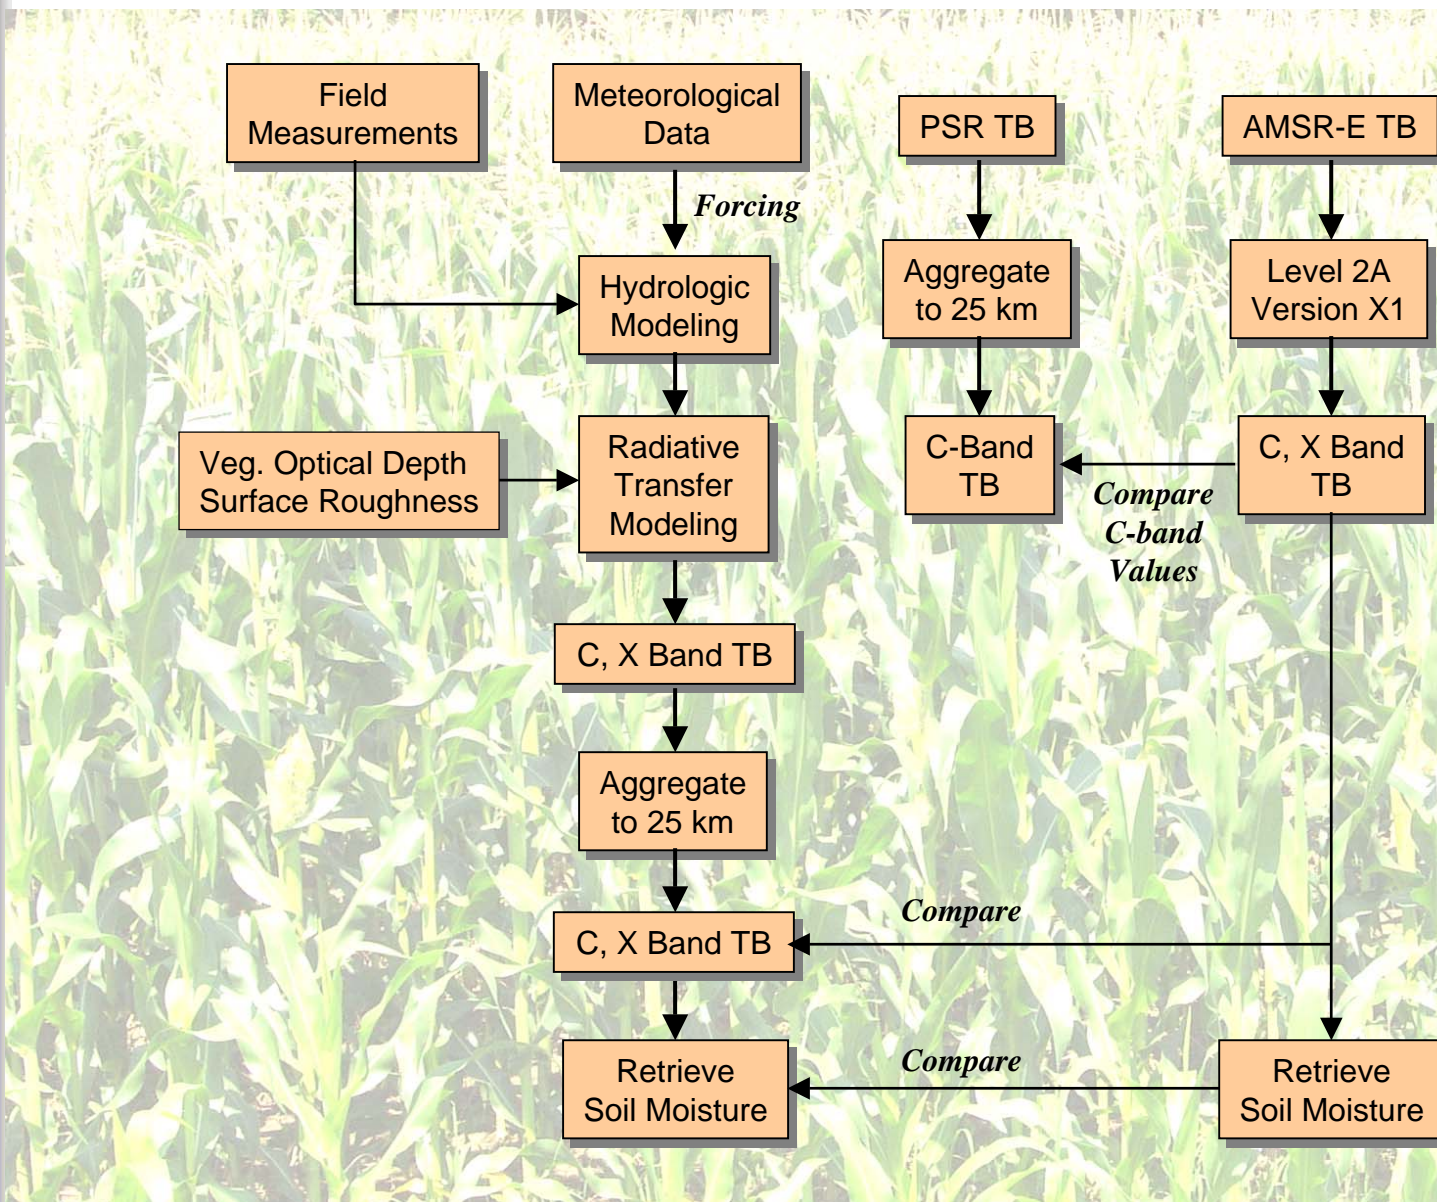 Field
Measurements
Meteorological
Data
PSR TB
AMSR-E TB
Forcing
Hydrologic
Modeling
Aggregate
to 25 km
Level 2A
Version X1
Veg. Optical Depth
Surface Roughness
Radiative
Transfer
Modeling
C-Band
TB
C, X Band
TB
Compare
C-band
Values
C, X Band TB
Aggregate
to 25 km
C, X Band TB
Compare
Retrieve
Soil Moisture
Compare
Retrieve
Soil Moisture